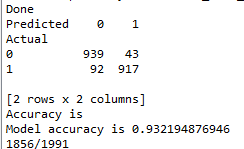 Done
Predicted 0 1
Actual
0 939 43
1 92 917
[2 rows x 2 columns]
Accuracy is
Model accuracy is 0.932194876946
1856/1991